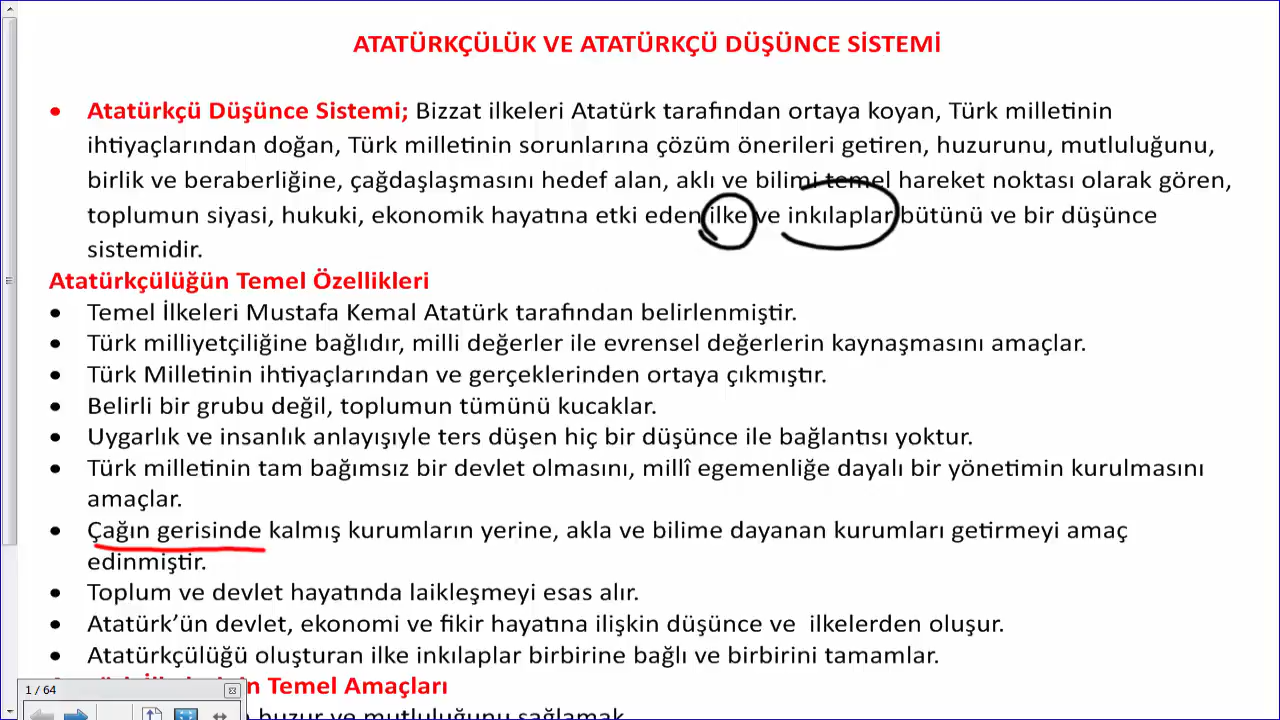 ATATÜRKÇÜLÜK VE ATATÜRKÇÜ DÜŞÜNCE SİSTEMİ
• Atatürkçü Düşünce Sistemi; Bizzat ilkeleri Atatürk tarafından ortaya koyan, Türk milletinin
ihtiyaçlarından doğan, Türk milletinin sorunlarına çözüm önerileri getiren, huzurunu, mutluluğunu,
birlik ve beraberliğine, çağdaşlaşmasını hedef alan, aklı ve bilimi temel hareket noktası olarak gören,
toplumun siyasi, hukuki, ekonomik hayatına etki eden ilke ve inkılaplar bütünü ve bir düşünce
sistemidir.
Atatürkçülüğün Temel Özellikleri
• Temel İlkeleri Mustafa Kemal Atatürk tarafından belirlenmiştir.
• Türk milliyetçiliğine bağlıdır, milli değerler ile evrensel değerlerin kaynaşmasını amaçlar.
• Türk Milletinin ihtiyaçlarından ve gerçeklerinden ortaya çıkmıştır.
• Belirli bir grubu değil, toplumun tümünü kucaklar.
• Uygarlık ve insanlık anlayışıyle ters düşen hiç bir düşünce ile bağlantısı yoktur.
• Türk milletinin tam bağımsız bir devlet olmasını, millî egemenliğe dayalı bir yönetimin kurulmasını
amaçlar.
• Çağın gerisinde kalmış kurumların yerine, akla ve bilime dayanan kurumları getirmeyi amaç
edinmiştir.
• Toplum ve devlet hayatında laikleşmeyi esas alır.
• Atatürk’ün devlet, ekonomi ve fikir hayatına ilişkin düşünce ve ilkelerden oluşur.
• Atatürkçülüğü oluşturan ilke inkılaplar birbirine bağlı ve birbirini tamamlar.
Temel Amaçları
1 / 64
huzur ve mutluluğunu sağlamak